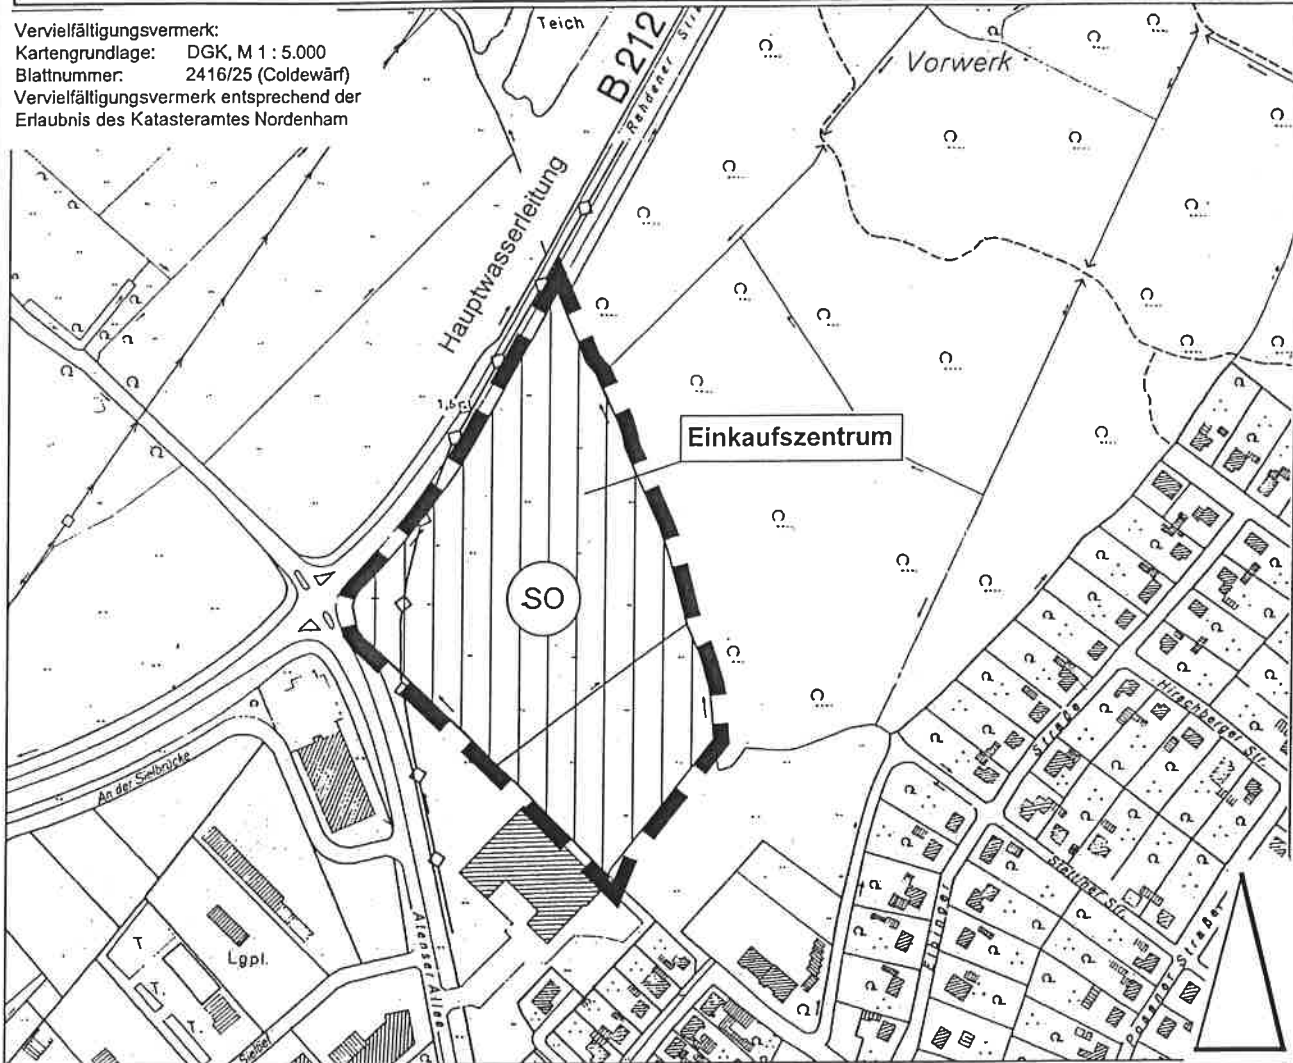 Vervielfältigungsvermerk:
Kartengrundlage: DGK, M 1 : 5.000
Blattnummer: 2416/25 (Coldewärf)
Vervielfältigungsvermerk entsprechend der
Erlaubnis des Katasteramtes Nordenham
Teich
B 212
Rahdener Str
Vorwerk
Hauptwasserleitung
Einkaufszentrum
SO
An der Sielbrücke
Atenser Allee
Lgpl.
T.
T.
T.
Straße
Hirschberger Str.
Stettiner Str.
Elbinger
Posener Straßer